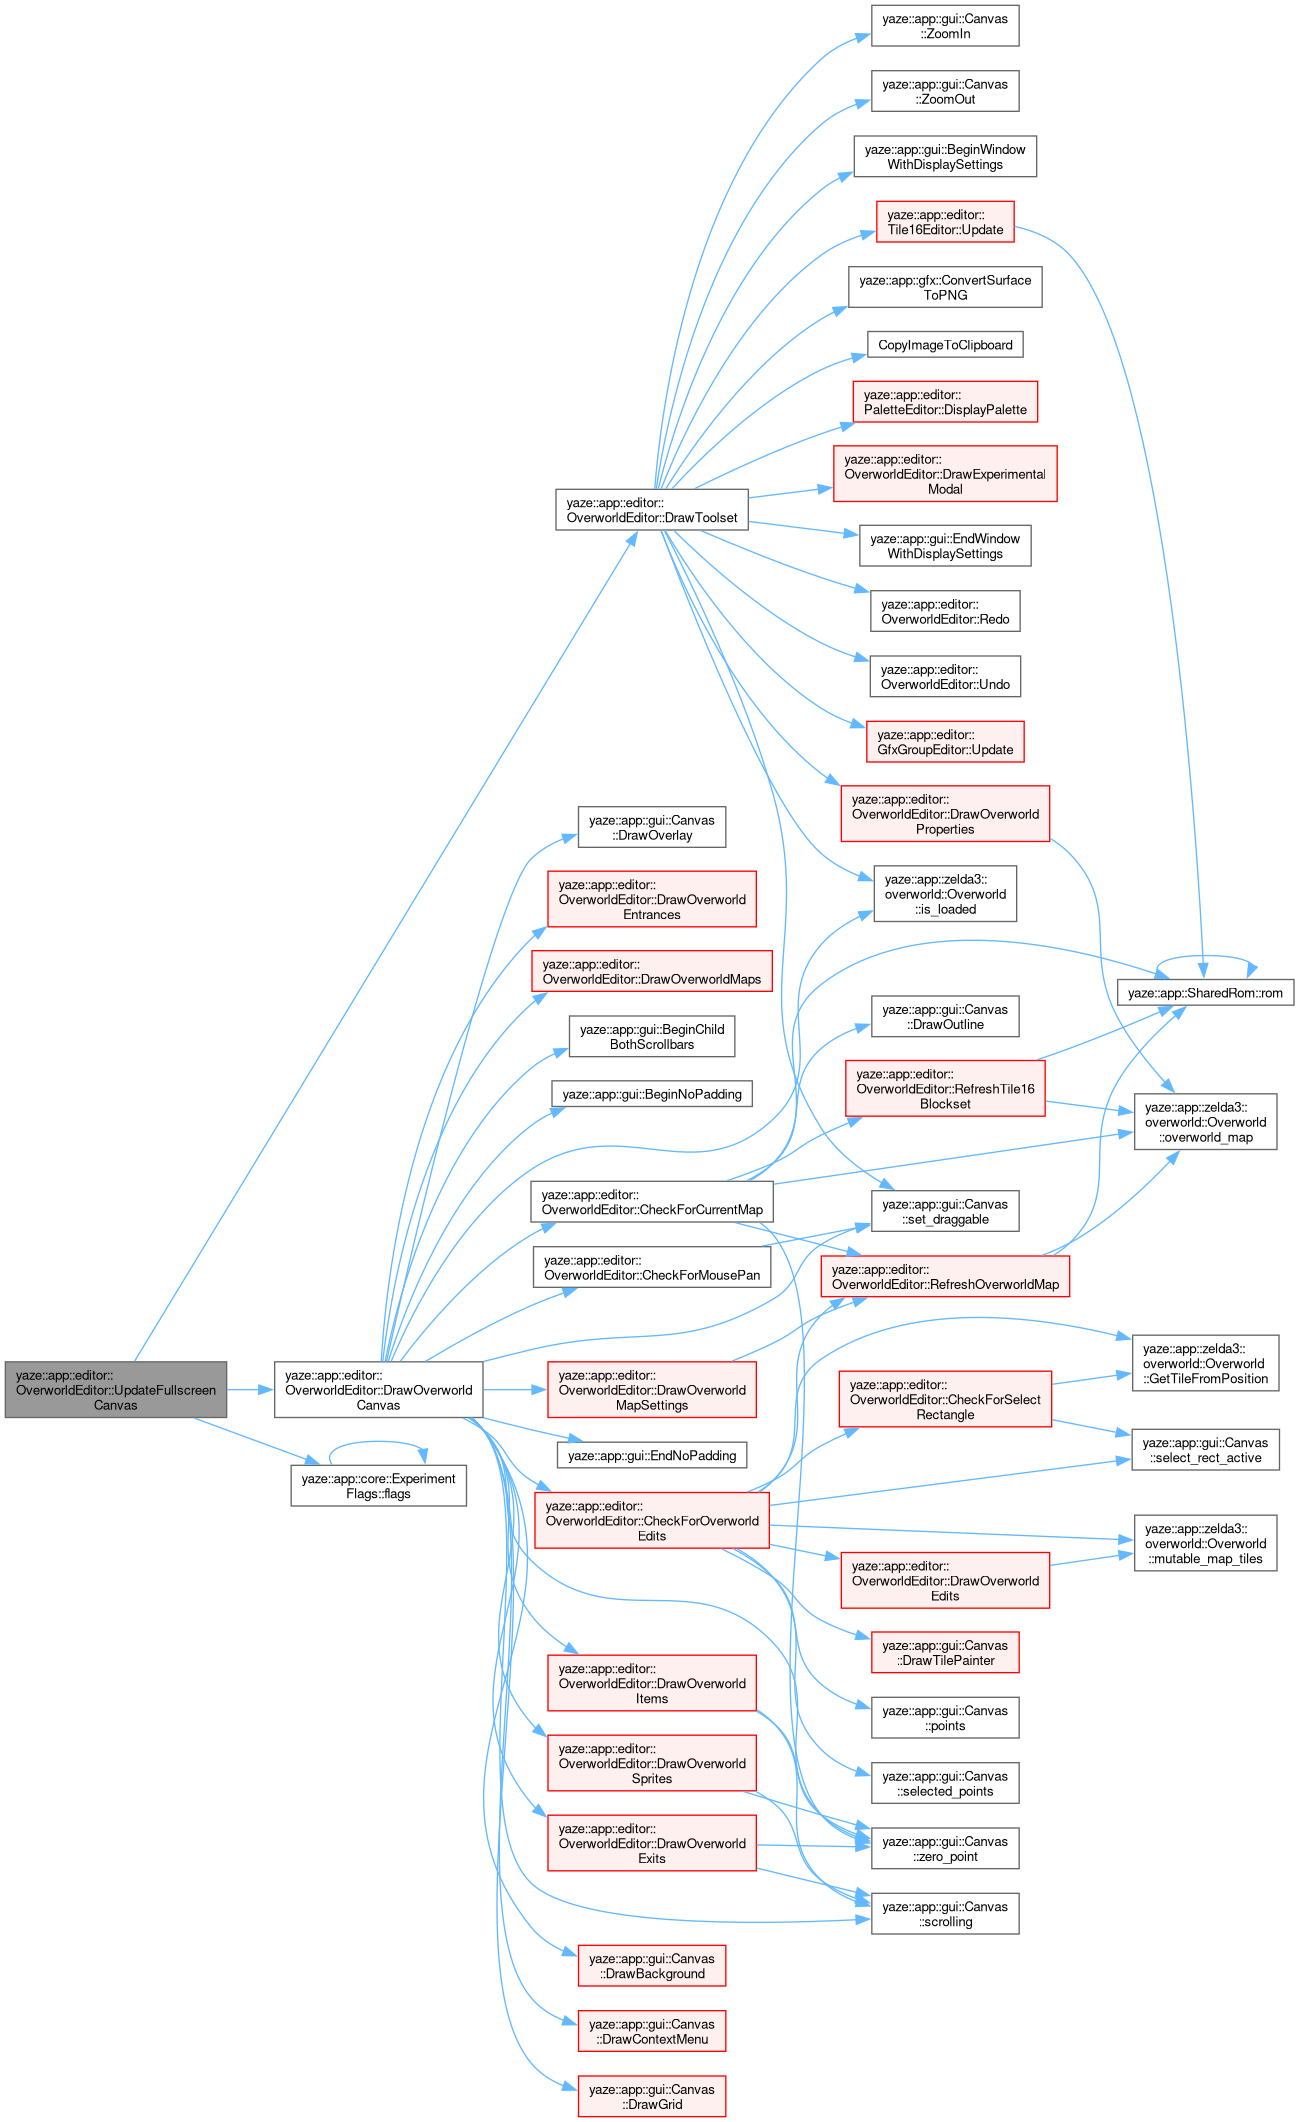 yaze::app::gui::Canvas
::ZoomIn
yaze::app::gui::Canvas
::ZoomOut
yaze::app::gui::BeginWindow
WithDisplaySettings
yaze::app::editor::
Tile16Editor::Update
yaze::app::gfx::ConvertSurface
ToPNG
CopyImageToClipboard
yaze::app::editor::
PaletteEditor::DisplayPalette
yaze::app::editor::
OverworldEditor::DrawExperimental
Modal
yaze::app::editor::
OverworldEditor::DrawToolset
yaze::app::gui::EndWindow
WithDisplaySettings
yaze::app::editor::
OverworldEditor::Redo
yaze::app::editor::
OverworldEditor::Undo
yaze::app::editor::
GfxGroupEditor::Update
yaze::app::editor::
OverworldEditor::DrawOverworld
Properties
yaze::app::gui::Canvas
::DrawOverlay
yaze::app::editor::
OverworldEditor::DrawOverworld
Entrances
yaze::app::zelda3::
overworld::Overworld
::is_loaded
yaze::app::editor::
OverworldEditor::DrawOverworldMaps
yaze::app::SharedRom::rom
yaze::app::gui::Canvas
::DrawOutline
yaze::app::gui::BeginChild
BothScrollbars
yaze::app::editor::
OverworldEditor::RefreshTile16
Blockset
yaze::app::gui::BeginNoPadding
yaze::app::zelda3::
overworld::Overworld
::overworld_map
yaze::app::editor::
OverworldEditor::CheckForCurrentMap
yaze::app::gui::Canvas
::set_draggable
yaze::app::editor::
OverworldEditor::CheckForMousePan
yaze::app::editor::
OverworldEditor::RefreshOverworldMap
yaze::app::editor::
OverworldEditor::UpdateFullscreen
Canvas
yaze::app::editor::
OverworldEditor::DrawOverworld
Canvas
yaze::app::editor::
OverworldEditor::DrawOverworld
MapSettings
yaze::app::zelda3::
overworld::Overworld
::GetTileFromPosition
yaze::app::editor::
OverworldEditor::CheckForSelect
Rectangle
yaze::app::gui::EndNoPadding
yaze::app::gui::Canvas
::select_rect_active
yaze::app::core::Experiment
Flags::flags
yaze::app::editor::
OverworldEditor::CheckForOverworld
Edits
yaze::app::zelda3::
overworld::Overworld
::mutable_map_tiles
yaze::app::editor::
OverworldEditor::DrawOverworld
Edits
yaze::app::gui::Canvas
::DrawTilePainter
yaze::app::editor::
OverworldEditor::DrawOverworld
Items
yaze::app::gui::Canvas
::points
yaze::app::editor::
OverworldEditor::DrawOverworld
Sprites
yaze::app::gui::Canvas
::selected_points
yaze::app::editor::
OverworldEditor::DrawOverworld
Exits
yaze::app::gui::Canvas
::zero_point
yaze::app::gui::Canvas
::scrolling
yaze::app::gui::Canvas
::DrawBackground
yaze::app::gui::Canvas
::DrawContextMenu
yaze::app::gui::Canvas
::DrawGrid